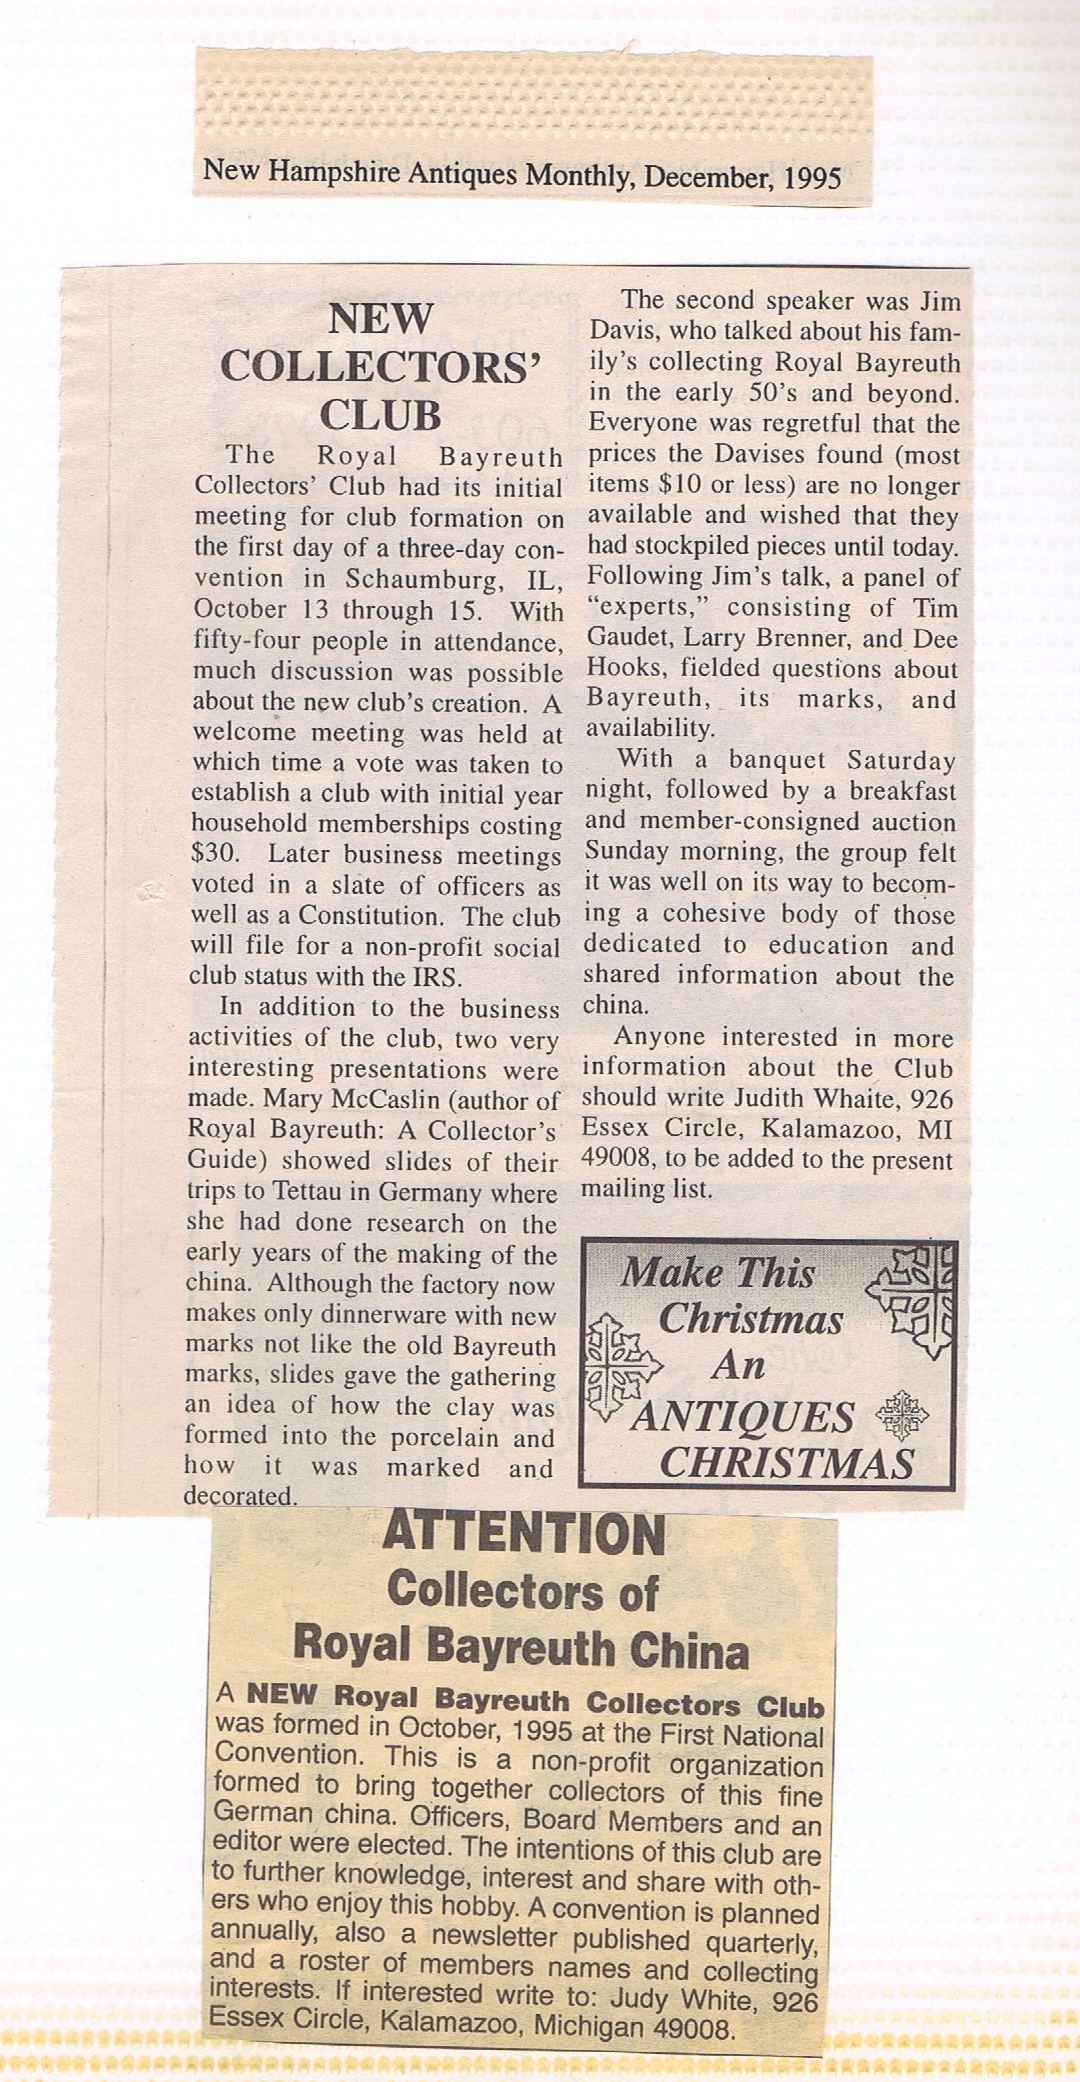 New Hampshire Antiques Monthly, December, 1995
NEW
COLLECTORS'
CLUB
The Royal Bayreuth
Collectors' Club had its initial
meeting for club formation on
the first day of a three-day con-
vention in Schaumburg, IL,
October 13 through 15. With
fifty-four people in attendance,
much discussion was possible
about the new club's creation. A
welcome meeting was held at
which time a vote was taken to
establish a club with initial year
household memberships costing
$30. Later business meetings
voted in a slate of officers as
well as a Constitution. The club
will file for a non-profit social
club status with the IRS.
In addition to the business
activities of the club, two very
interesting presentations were
made. Mary McCaslin (author of
Royal Bayreuth: A Collector's
Guide) showed slides of their
trips to Tettau in Germany where
she had done research on the
early years of the making of the
china. Although the factory now
makes only dinnerware with new
marks not like the old Bayreuth
marks, slides gave the gathering
an idea of how the clay was
formed into the porcelain and
how it was marked and
decorated.
The second speaker was Jim
Davis, who talked about his fam-
ily's collecting Royal Bayreuth
in the early 50's and beyond.
Everyone was regretful that the
prices the Davises found (most
items $10 or less) are no longer
available and wished that they
had stockpiled pieces until today.
Following Jim's talk, a panel of
"experts," consisting of Tim
Gaudet, Larry Brenner, and Dee
Hooks, fielded questions about
Bayreuth, its marks, and
availability.
With a banquet Saturday
night, followed by a breakfast
and member-consigned auction
Sunday morning, the group felt
it was well on its way to becom-
ing a cohesive body of those
dedicated to education and
shared information about the
china.
Anyone interested in more
information about the Club
should write Judith Whaite, 926
Essex Circle, Kalamazoo, MI
49008, to be added to the present
mailing list.
Make This
Christmas
An
ANTIQUES
CHRISTMAS
ATTENTION
Collectors of
Royal Bayreuth China
A NEW Royal Bayreuth Collectors Club
was formed in October, 1995 at the First National
Convention. This is a non-profit organization
formed to bring together collectors of this fine
German china. Officers, Board Members and an
editor were elected. The intentions of this club are
to further knowledge, interest and share with oth-
ers who enjoy this hobby. A convention is planned
annually, also a newsletter published quarterly,
and a roster of members names and collecting
interests. If interested write to: Judy White, 926
Essex Circle, Kalamazoo, Michigan 49008.